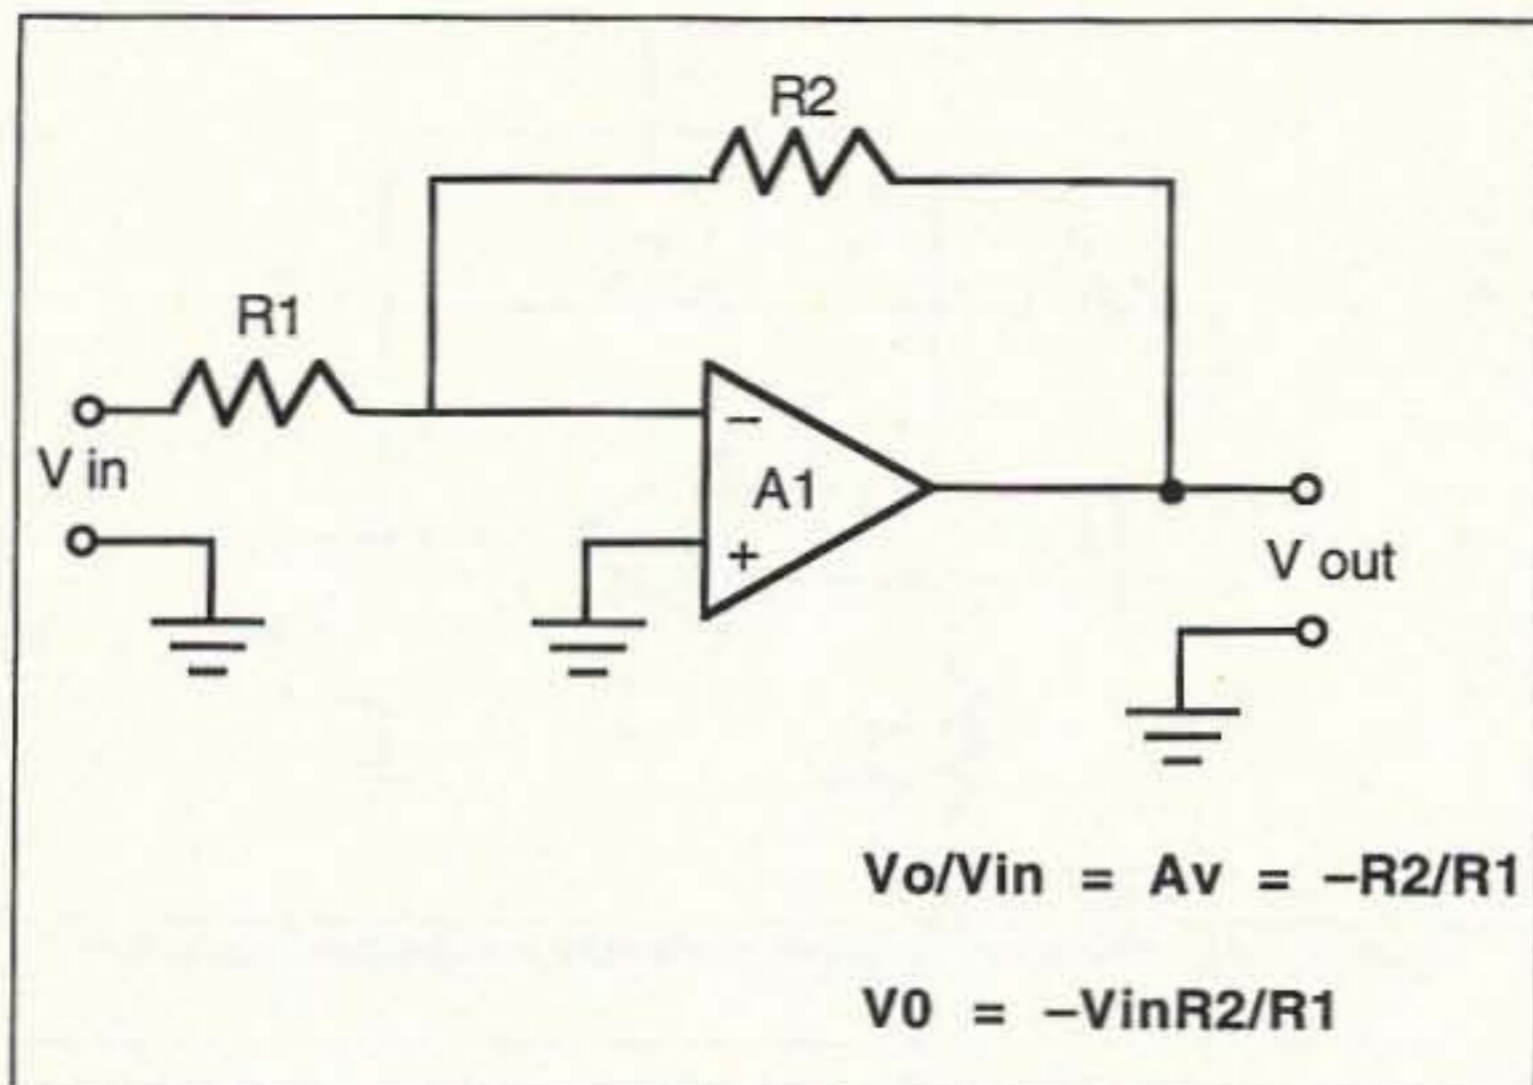 R2
R1
V in
−
A1
+
V out
Vo/Vin = Av = –R2/R1
V0 = –VinR2/R1